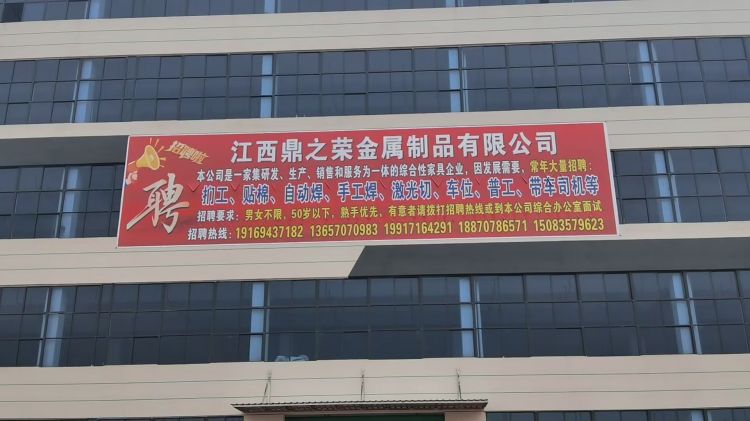 招聘啦
聘
江西鼎之荣金属制品有限公司
本公司是一家集研发、生产、销售和服务为一体的综合性家具企业，因发展需要，常年大量招聘：
扪工、贴棉、自动焊、手工焊、激光切、车位、普工、带车司机等
招聘要求：男女不限，50岁以下，熟手优先，有意者请拨打招聘热线或到本公司综合办公室面试
招聘热线：19169437182 13657070983 19917164291 18870786571 15083579623